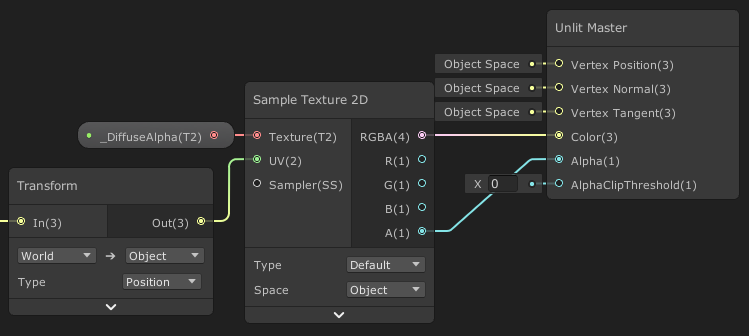 Unlit Master
Object Space Vertex Position(3)
Object Space Vertex Normal(3)
Object Space Vertex Tangent(3)
Color(3)
Alpha(1)
X 0 AlphaClipThreshold(1)
Sample Texture 2D
_DiffuseAlpha(T2)
Texture(T2) RGBA(4)
UV(2) R(1)
Sampler(SS) G(1)
B(1)
A(1)
Type Default
Space Object
Transform
In(3) Out(3)
World Object
Type Position